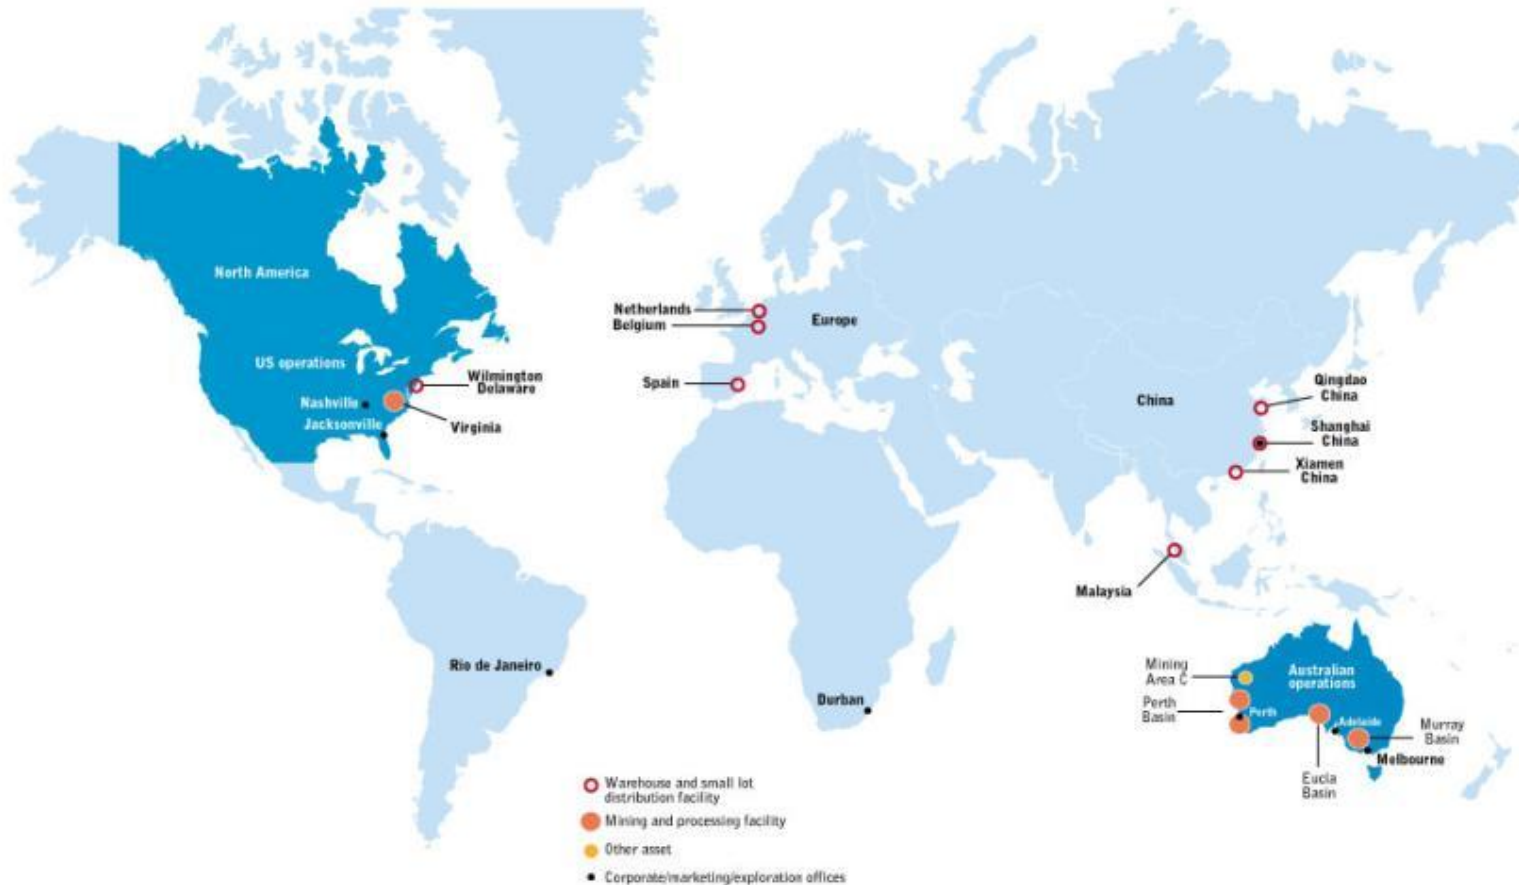 North America
US operations
Wilmington
Delaware
Nashville
Jacksonville
Virginia
Netherlands
Belgium
Europe
Spain
China
Qingdao
China
Shanghai
China
Xiamen
China
Malaysia
Rio de Janeiro
Durban
Mining
Area C
Australian
operations
Perth
Basin
Perth
Adelaide
Murray
Basin
Melbourne
Eucla
Basin
Warehouse and small lot
distribution facility
Mining and processing facility
Other asset
Corporate/marketing/exploration offices